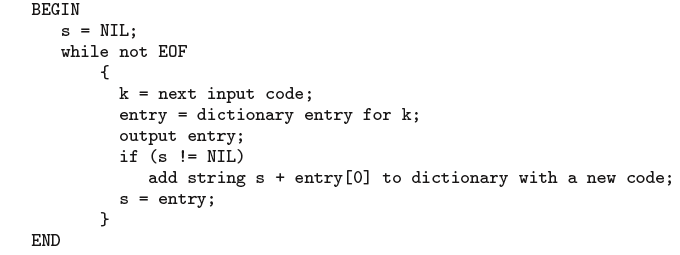 BEGIN
s = NIL;
while not EOF
{
k = next input code;
entry = dictionary entry for k;
output entry;
if (s != NIL)
add string s + entry[0] to dictionary with a new code;
s = entry;
}
END